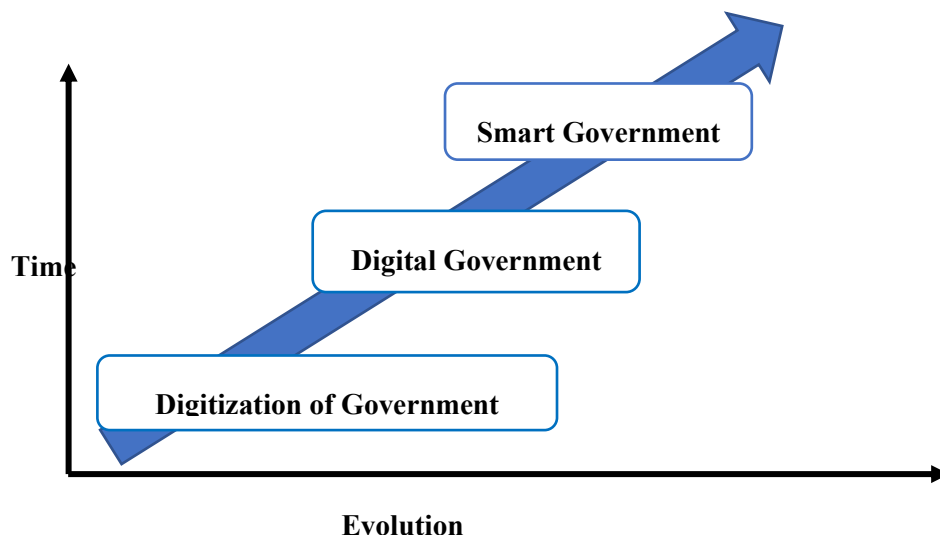 Smart Government
Digital Government
Time
Digitization of Government
Evolution